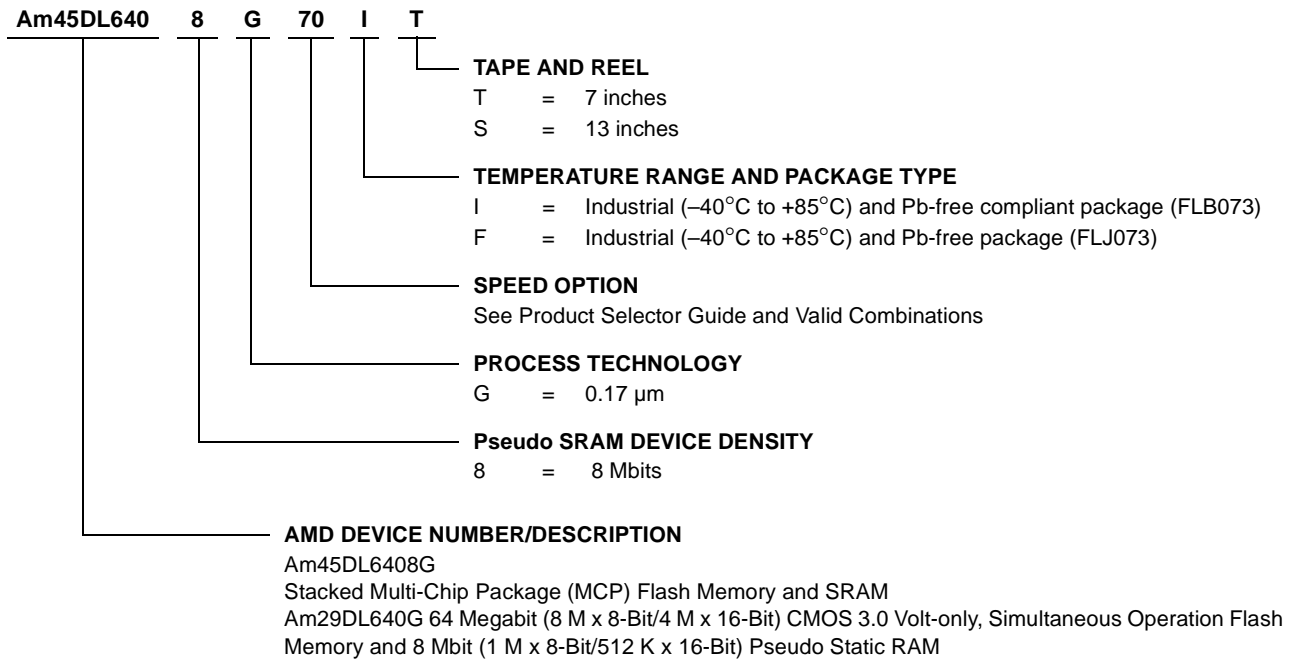 Am45DL640 8 G 70 I T
TAPE AND REEL
T = 7 inches
S = 13 inches
TEMPERATURE RANGE AND PACKAGE TYPE
I = Industrial (–40°C to +85°C) and Pb-free compliant package (FLB073)
F = Industrial (–40°C to +85°C) and Pb-free package (FLJ073)
SPEED OPTION
See Product Selector Guide and Valid Combinations
PROCESS TECHNOLOGY
G = 0.17 µm
Pseudo SRAM DEVICE DENSITY
8 = 8 Mbits
AMD DEVICE NUMBER/DESCRIPTION
Am45DL6408G
Stacked Multi-Chip Package (MCP) Flash Memory and SRAM
Am29DL640G 64 Megabit (8 M x 8-Bit/4 M x 16-Bit) CMOS 3.0 Volt-only, Simultaneous Operation Flash
Memory and 8 Mbit (1 M x 8-Bit/512 K x 16-Bit) Pseudo Static RAM